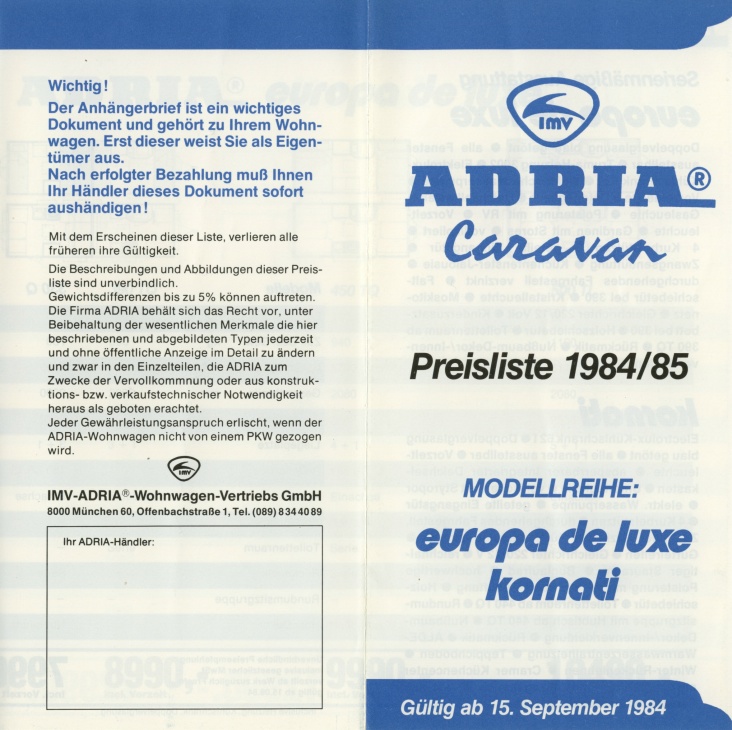 Wichtig!
Der Anhängerbrief ist ein wichtiges
Dokument und gehört zu Ihrem Wohn-
wagen. Erst dieser weist Sie als Eigen-
tümer aus.
Nach erfolgter Bezahlung muß Ihnen
Ihr Händler dieses Dokument sofort
aushändigen!
Mit dem Erscheinen dieser Liste, verlieren alle
früheren ihre Gültigkeit.
Die Beschreibungen und Abbildungen dieser Preis-
liste sind unverbindlich.
Gewichtsdifferenzen bis zu 5% können auftreten.
Die Firma ADRIA behält sich das Recht vor, unter
Beibehaltung der wesentlichen Merkmale die hier
beschriebenen und abgebildeten Typen jederzeit
und ohne öffentliche Anzeige im Detail zu ändern
und zwar in den Einzelteilen, die ADRIA zum
Zwecke der Vervollkommnung oder aus konstruk-
tions- bzw. verkaufstechnischer Notwendigkeit
heraus als geboten erachtet.
Jeder Gewährleistungsanspruch erlischt, wenn der
ADRIA-Wohnwagen nicht von einem PKW gezogen
wird.
IMV
IMV-ADRIA®-Wohnwagen-Vertriebs GmbH
8000 München 60, Offenbachstraße 1, Tel. (089) 8344089
Ihr ADRIA-Händler:
IMV
ADRIA®
Caravan
Preisliste 1984/85
MODELLREIHE:
europa de luxe
kornati
Gültig ab 15. September 1984